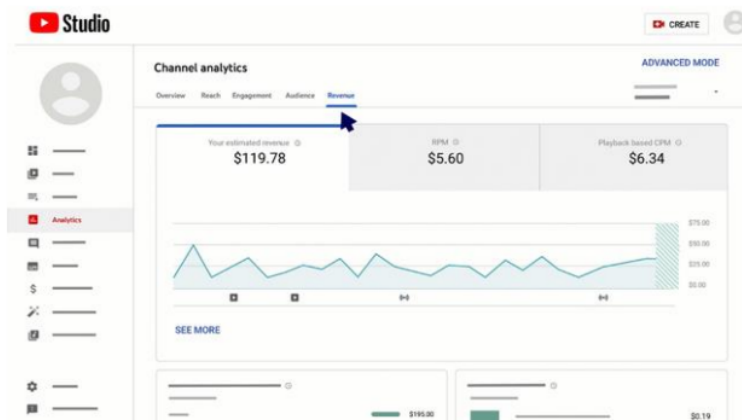 Studio
CREATE
Channel analytics
ADVANCED MODE
Overview Reach Engagement Audience Revenue
Your estimated revenue
$119.78
RPM
$5.60
Playback based CPM
$6.34
Analytics
$75.00
$50.00
$25.00
$0.00
SEE MORE
$195.00
$0.19